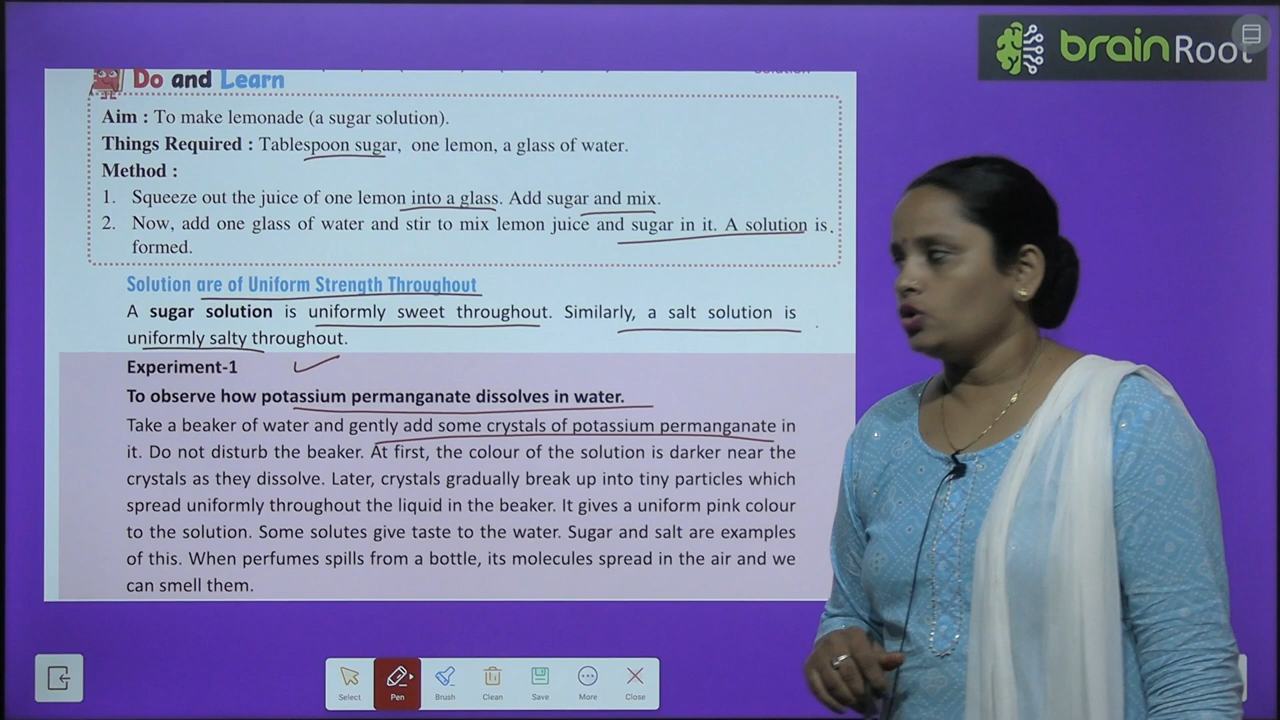 brainRoot
Do and Learn
Aim : To make lemonade (a sugar solution).
Things Required : Tablespoon sugar, one lemon, a glass of water.
Method :
1. Squeeze out the juice of one lemon into a glass. Add sugar and mix.
2. Now, add one glass of water and stir to mix lemon juice and sugar in it. A solution is
formed.
Solution are of Uniform Strength Throughout
A sugar solution is uniformly sweet throughout. Similarly, a salt solution is
uniformly salty throughout.
Experiment-1
To observe how potassium permanganate dissolves in water.
Take a beaker of water and gently add some crystals of potassium permanganate in
it. Do not disturb the beaker. At first, the colour of the solution is darker near the
crystals as they dissolve. Later, crystals gradually break up into tiny particles which
spread uniformly throughout the liquid in the beaker. It gives a uniform pink colour
to the solution. Some solutes give taste to the water. Sugar and salt are examples
of this. When perfumes spills from a bottle, its molecules spread in the air and we
can smell them.
Select Pen Brush Clean Save More Close